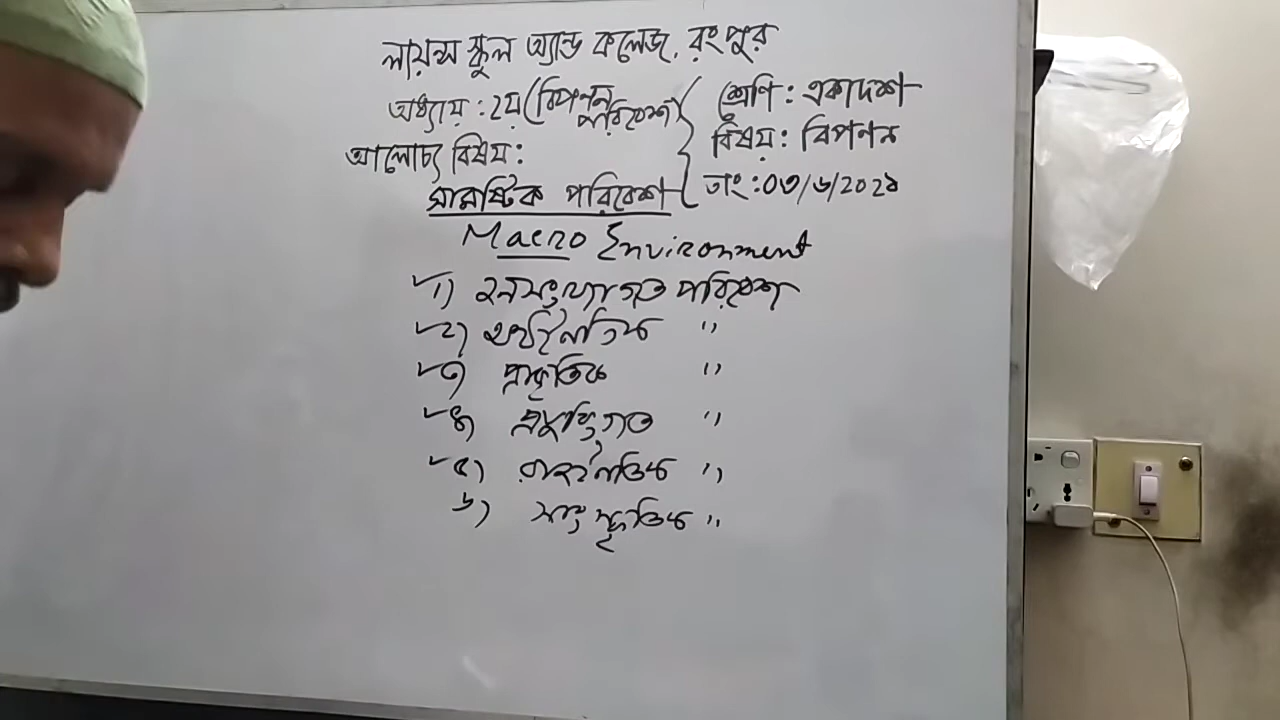 লায়ন্স স্কুল অ্যান্ড কলেজ, রংপুর
অধ্যায় : ২য় (বিপণন পরিবেশ)
আলোচ্য বিষয় :
সামষ্টিক পরিবেশ
শ্রেণি : একাদশ
বিষয় : বিপণন
তাং : ০৩/৬/২০২১
Macro Environment
১) জনসংখ্যাগত পরিবেশ
২) অর্থনৈতিক "
৩) প্রাকৃতিক "
৪) প্রযুক্তিগত "
৫) রাজনৈতিক "
৬) সাংস্কৃতিক "